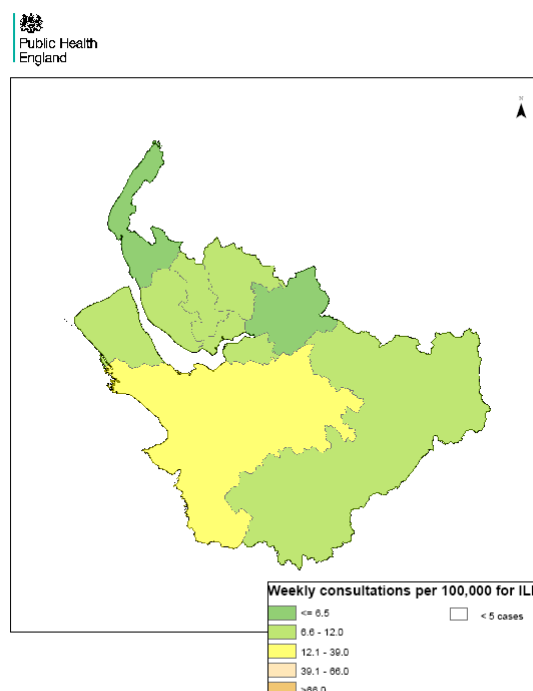 Public Health
England
N
Weekly consultations per 100,000 for ILI
<= 6.5
< 5 cases
6.6 - 12.0
12.1 - 39.0
39.1 - 66.0
>66.0